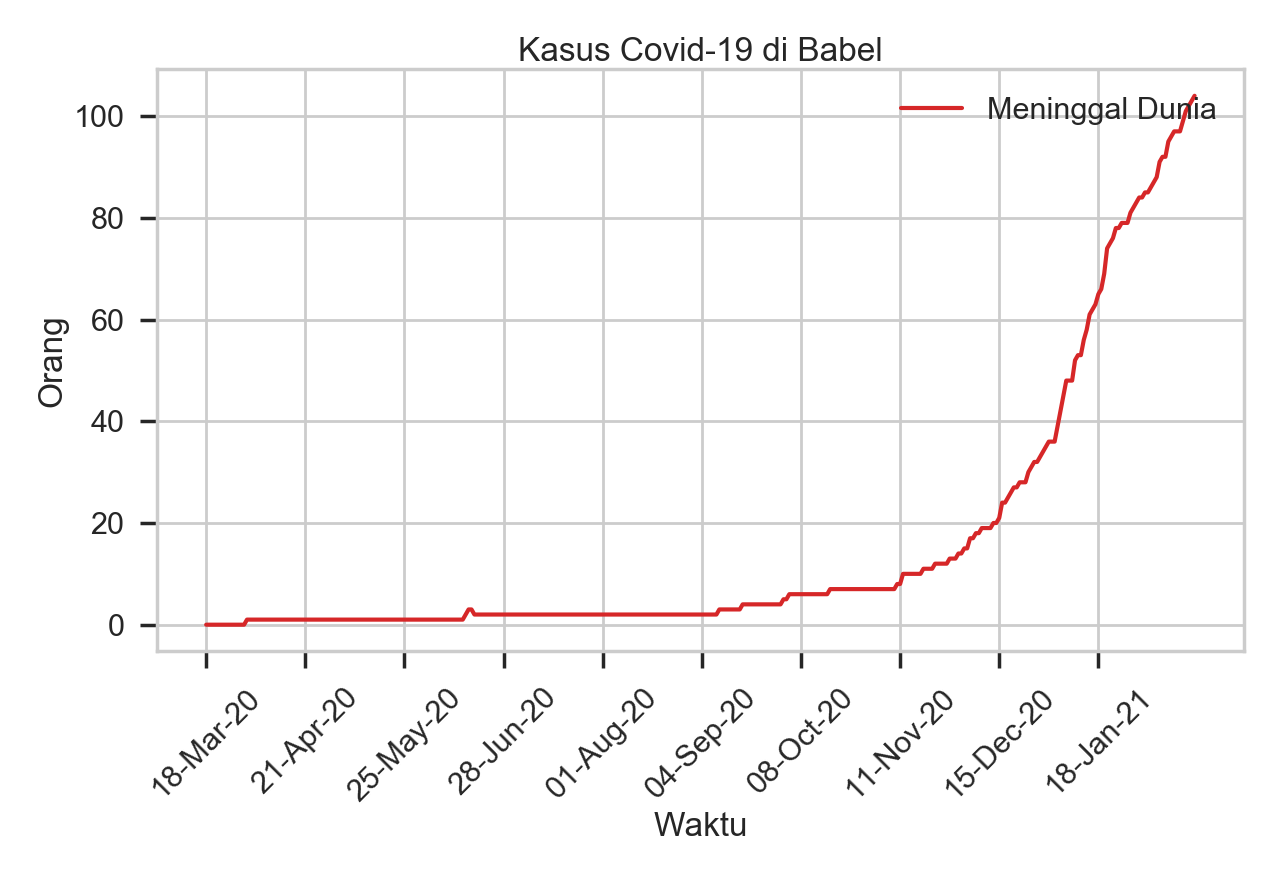 Kasus Covid-19 di Babel
Meninggal Dunia
100
80
60
40
20
0
Orang
18-Mar-20
21-Apr-20
25-May-20
28-Jun-20
01-Aug-20
04-Sep-20
08-Oct-20
11-Nov-20
15-Dec-20
18-Jan-21
Waktu